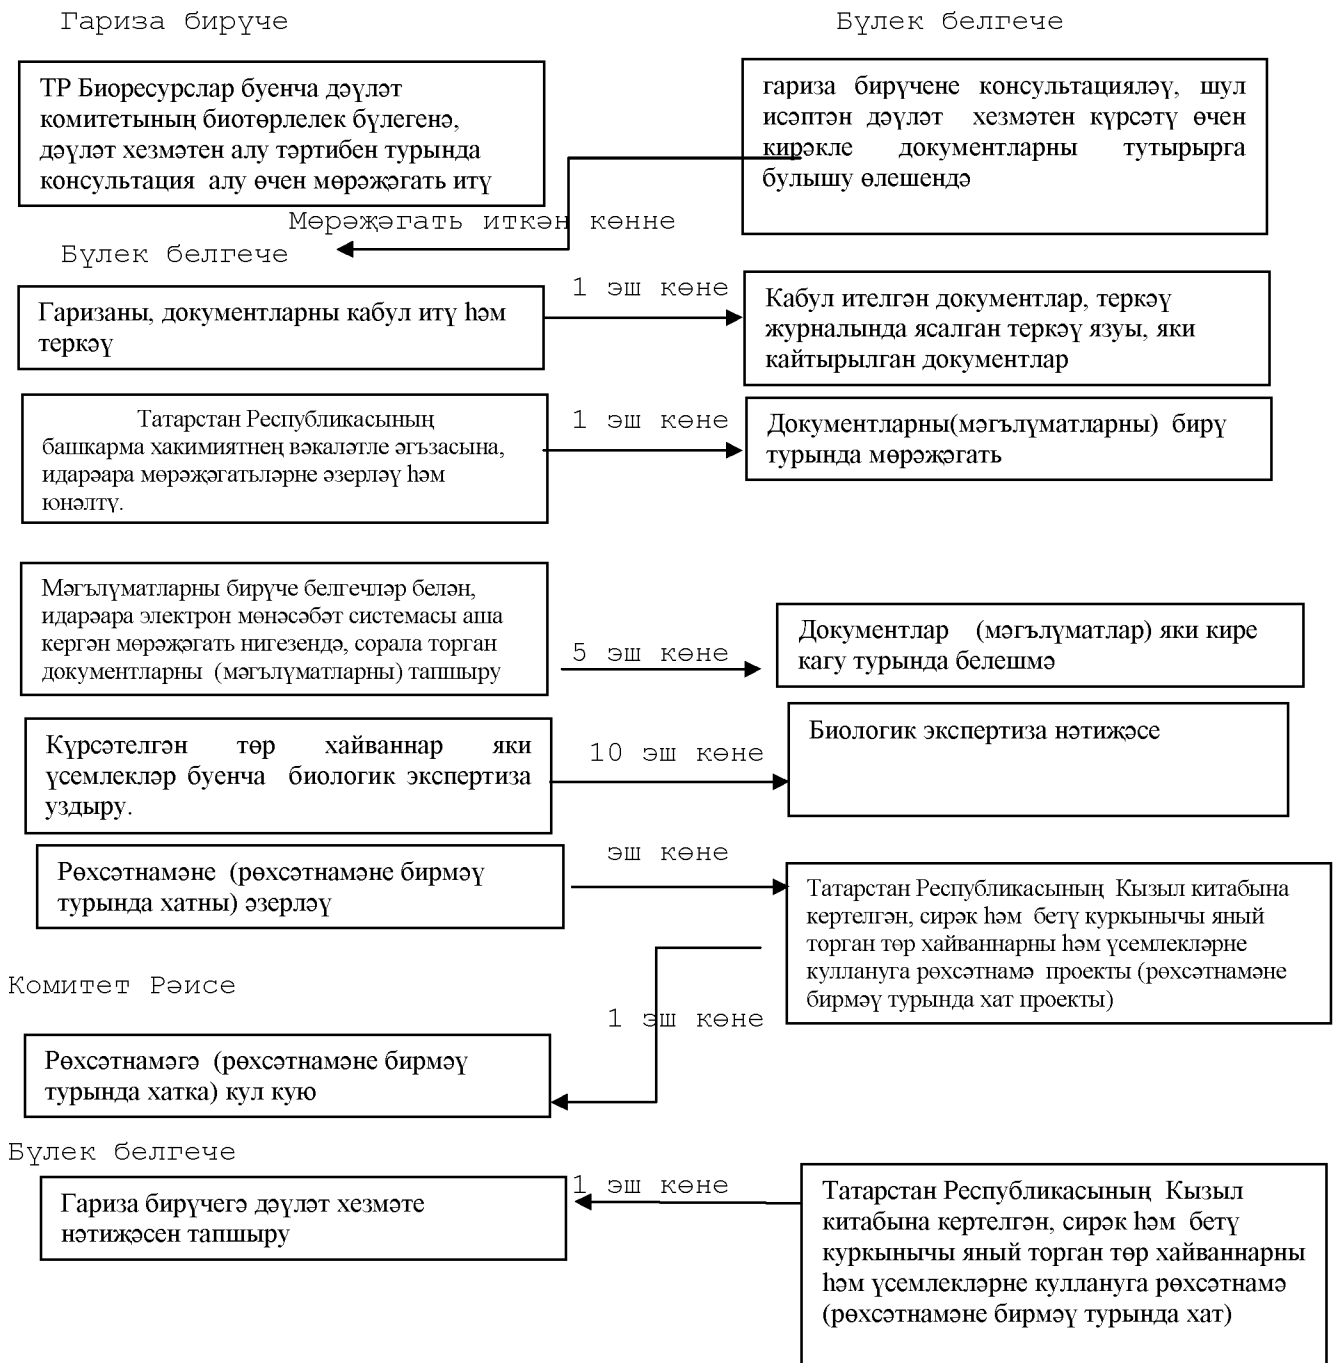 Гариза бирүче
Бүлек белгече
ТР Биоресурслар буенча дәүләт
комитетының биотөрлелек бүлегенә,
дәүләт хезмәтен алу тәртибен турында
консультация алу өчен мөрәҗәгать итү
гариза бирүчене консультацияләү, шул
исәптән дәүләт хезмәтен күрсәтү өчен
кирәкле документларны тутырырга
булышу өлешендә
Мөрәҗәгать иткән көнне
Бүлек белгече
Гаризаны, документларны кабул итү һәм
теркәү
1 эш көне
Кабул ителгән документлар, теркәү
журналында ясалган теркәү язуы, яки
кайтырылган документлар
Татарстан Республикасының
башкарма хакимиятнең вәкаләтле әгъзасына,
идарәара мөрәҗәгатьләрне әзерләү һәм
юнәлтү.
1 эш көне
Документларны(мәгълүматларны) бирү
турында мөрәҗәгать
Мәгълүматларны бирүче белгечләр белән,
идарәара электрон мөнәсәбәт системасы аша
кергән мөрәҗәгать нигезендә, сорала торган
документларны (мәгълүматларны) тапшыру
5 эш көне
Документлар (мәгълүматлар) яки кире
кагу турында белешмә
Күрсәтелгән төр хайваннар яки
үсемлекләр буенча биологик экспертиза
уздыру.
10 эш көне
Биологик экспертиза нәтиҗәсе
Рөхсәтнамәне (рөхсәтнамәне бирмәү
турында хатны) әзерләү
эш көне
Татарстан Республикасының Кызыл китабына
кертелгән, сирәк һәм бетү куркынычы яный
торган төр хайваннарны һәм үсемлекләрне
куллануга рөхсәтнамә проекты (рөхсәтнамәне
бирмәү турында хат проекты)
Комитет Рәисе
1 эш көне
Рөхсәтнамәгә (рөхсәтнамәне бирмәү
турында хатка) кул кую
Бүлек белгече
Гариза бирүчегә дәүләт хезмәте
нәтиҗәсен тапшыру
1 эш көне
Татарстан Республикасының Кызыл
китабына кертелгән, сирәк һәм бетү
куркынычы яный торган төр хайваннарны
һәм үсемлекләрне куллануга рөхсәтнамә
(рөхсәтнамәне бирмәү турында хат)